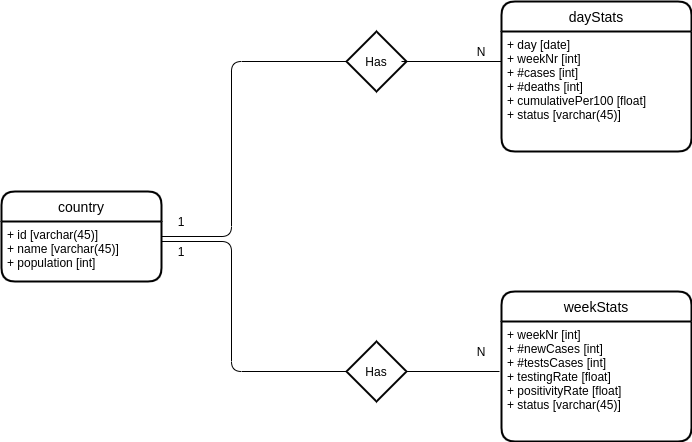 dayStats
+ day [date]
+ weekNr [int]
+ #cases [int]
+ #deaths [int]
+ cumulativePer100 [float]
+ status [varchar(45)]
Has
N
country
+ id [varchar(45)]
+ name [varchar(45)]
+ population [int]
1
1
Has
N
weekStats
+ weekNr [int]
+ #newCases [int]
+ #testsCases [int]
+ testingRate [float]
+ positivityRate [float]
+ status [varchar(45)]